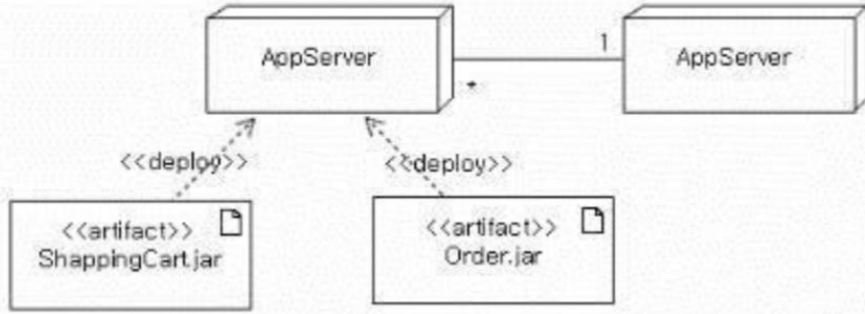 AppServer
1
AppServer
*
<<deploy>>
<<deploy>>
<<artifact>>
ShappingCart.jar
<<artifact>>
Order.jar